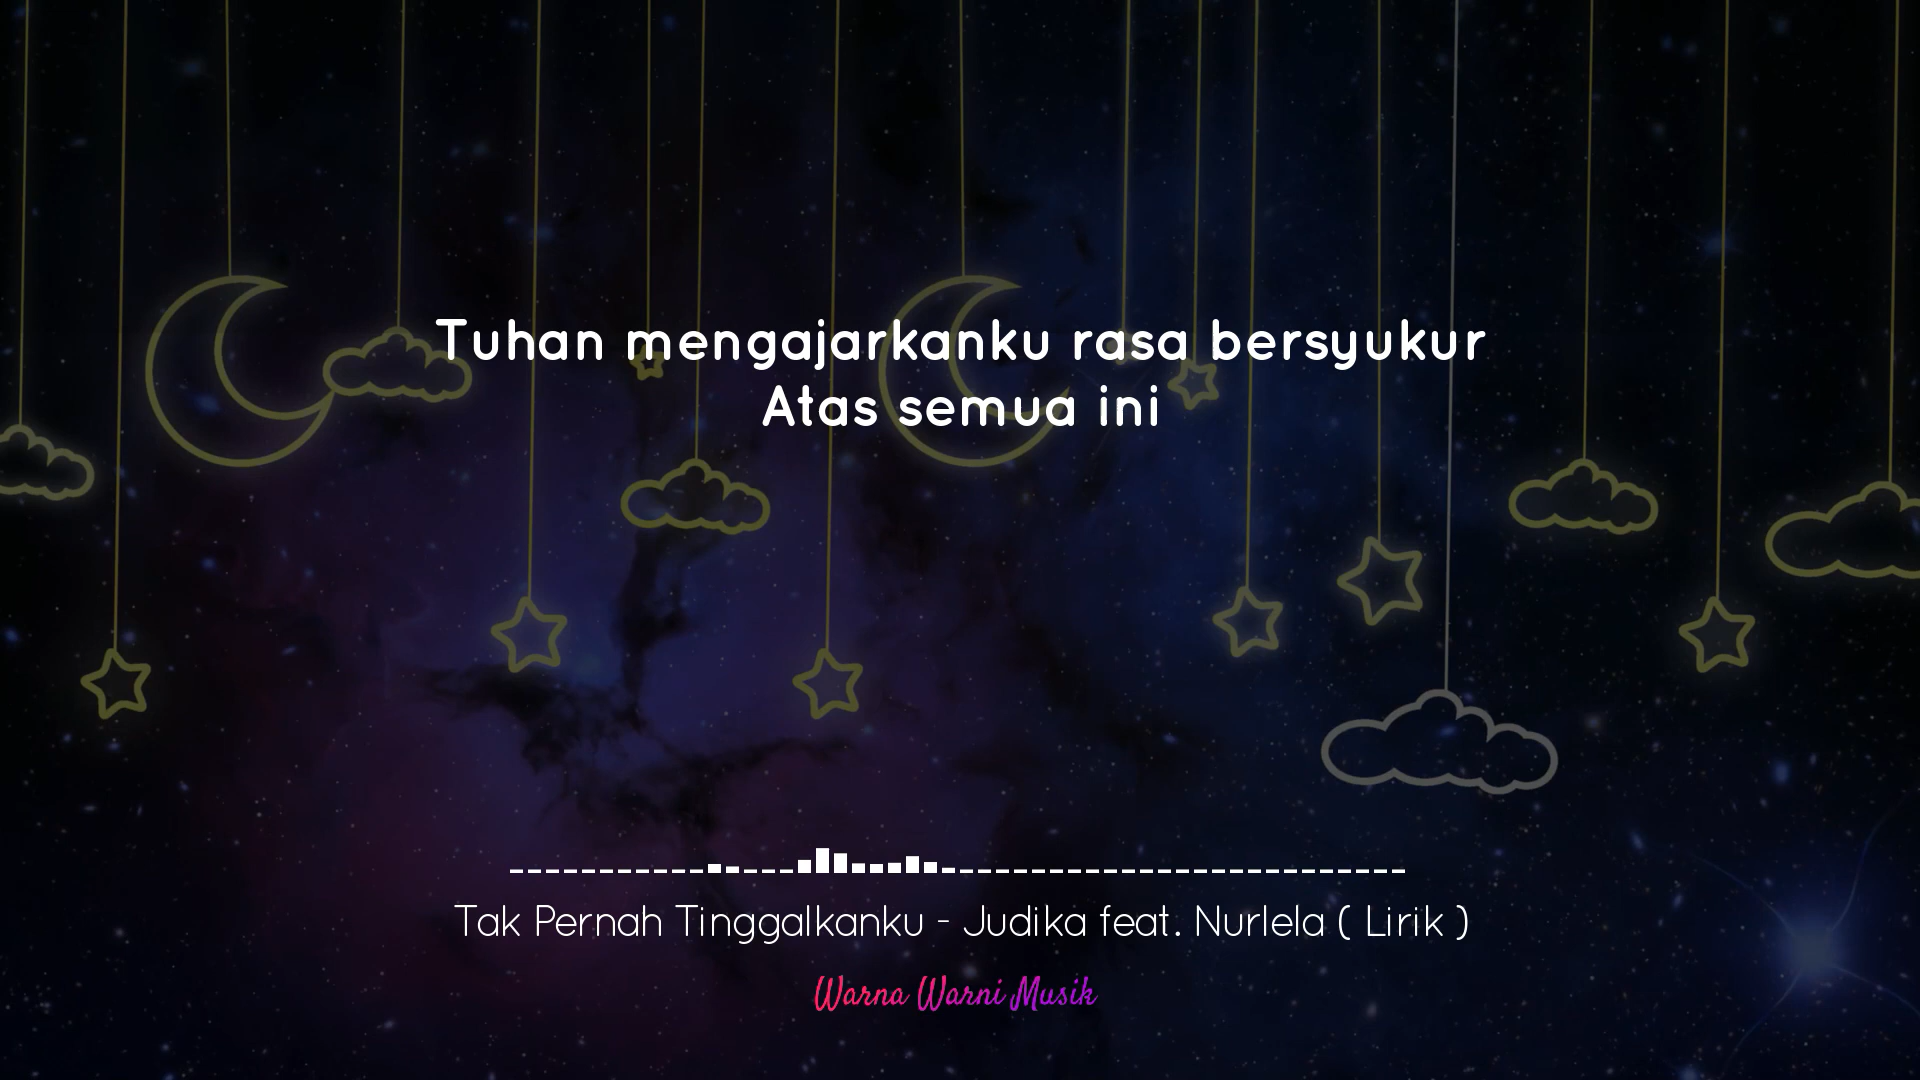 Tuhan mengajarkanku rasa bersyukur
Atas semua ini
Tak Pernah Tinggalkanku - Judika feat. Nurlela ( Lirik )
Warna Warni Musik